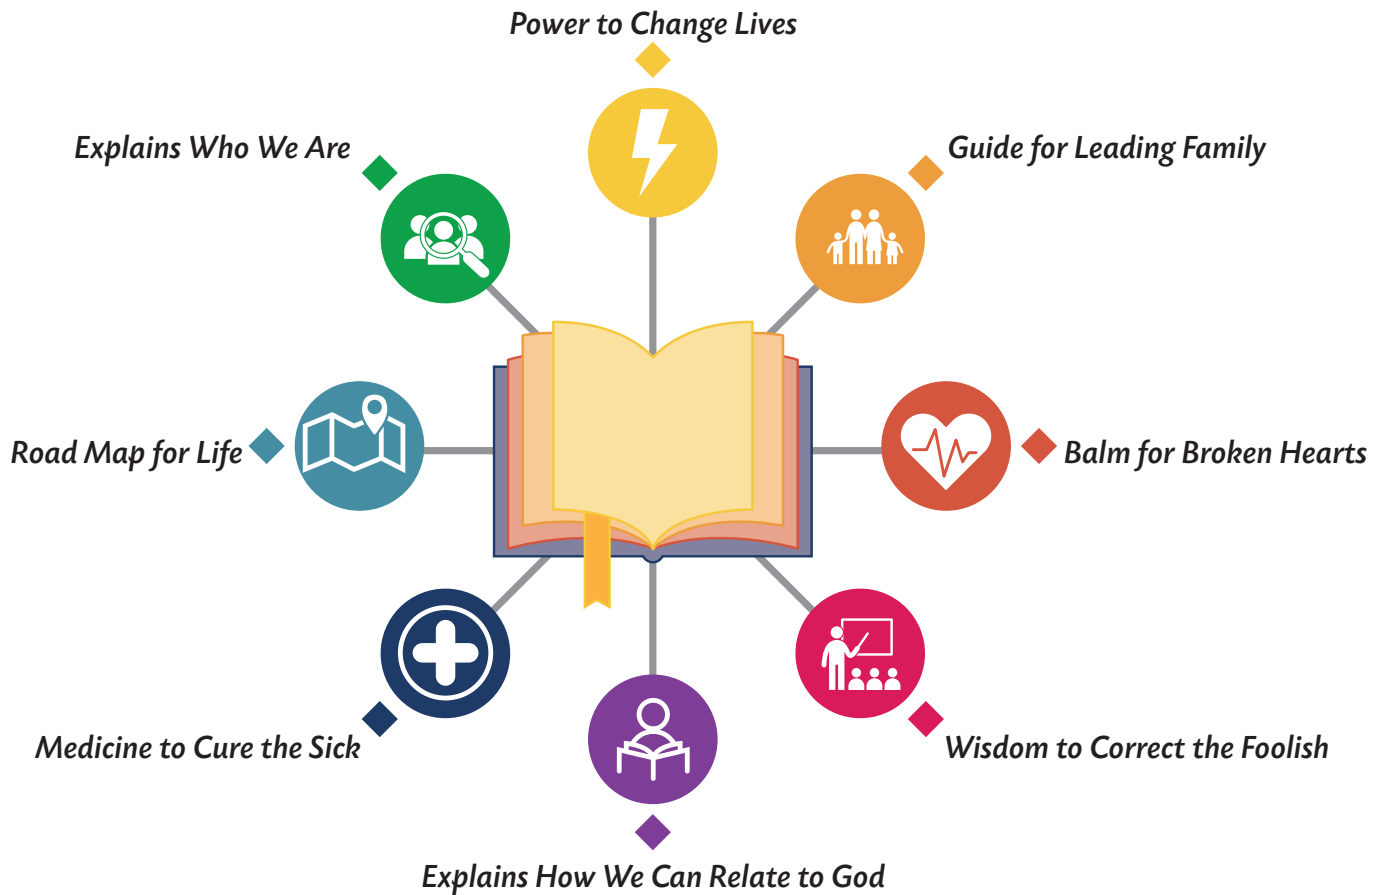 Power to Change Lives
Explains Who We Are
Guide for Leading Family
Road Map for Life
Balm for Broken Hearts
Medicine to Cure the Sick
Wisdom to Correct the Foolish
Explains How We Can Relate to God